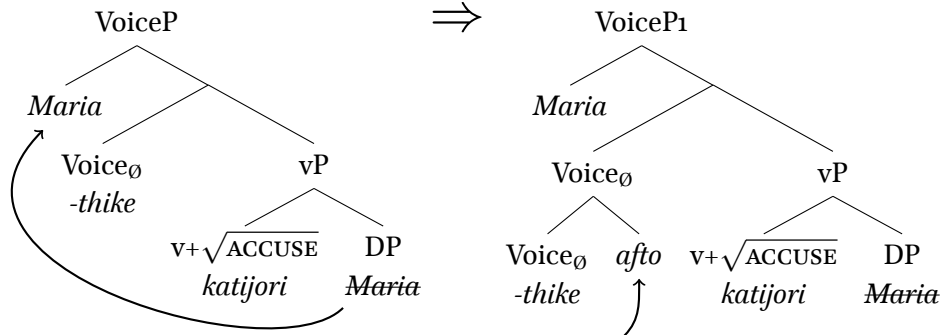 VoiceP ⟹ VoiceP1
Maria Maria
Voice∅ vP Voice∅ vP
-thike
v+√ACCUSE DP Voice∅ afto v+√ACCUSE DP
katijori Maria -thike katijori Maria